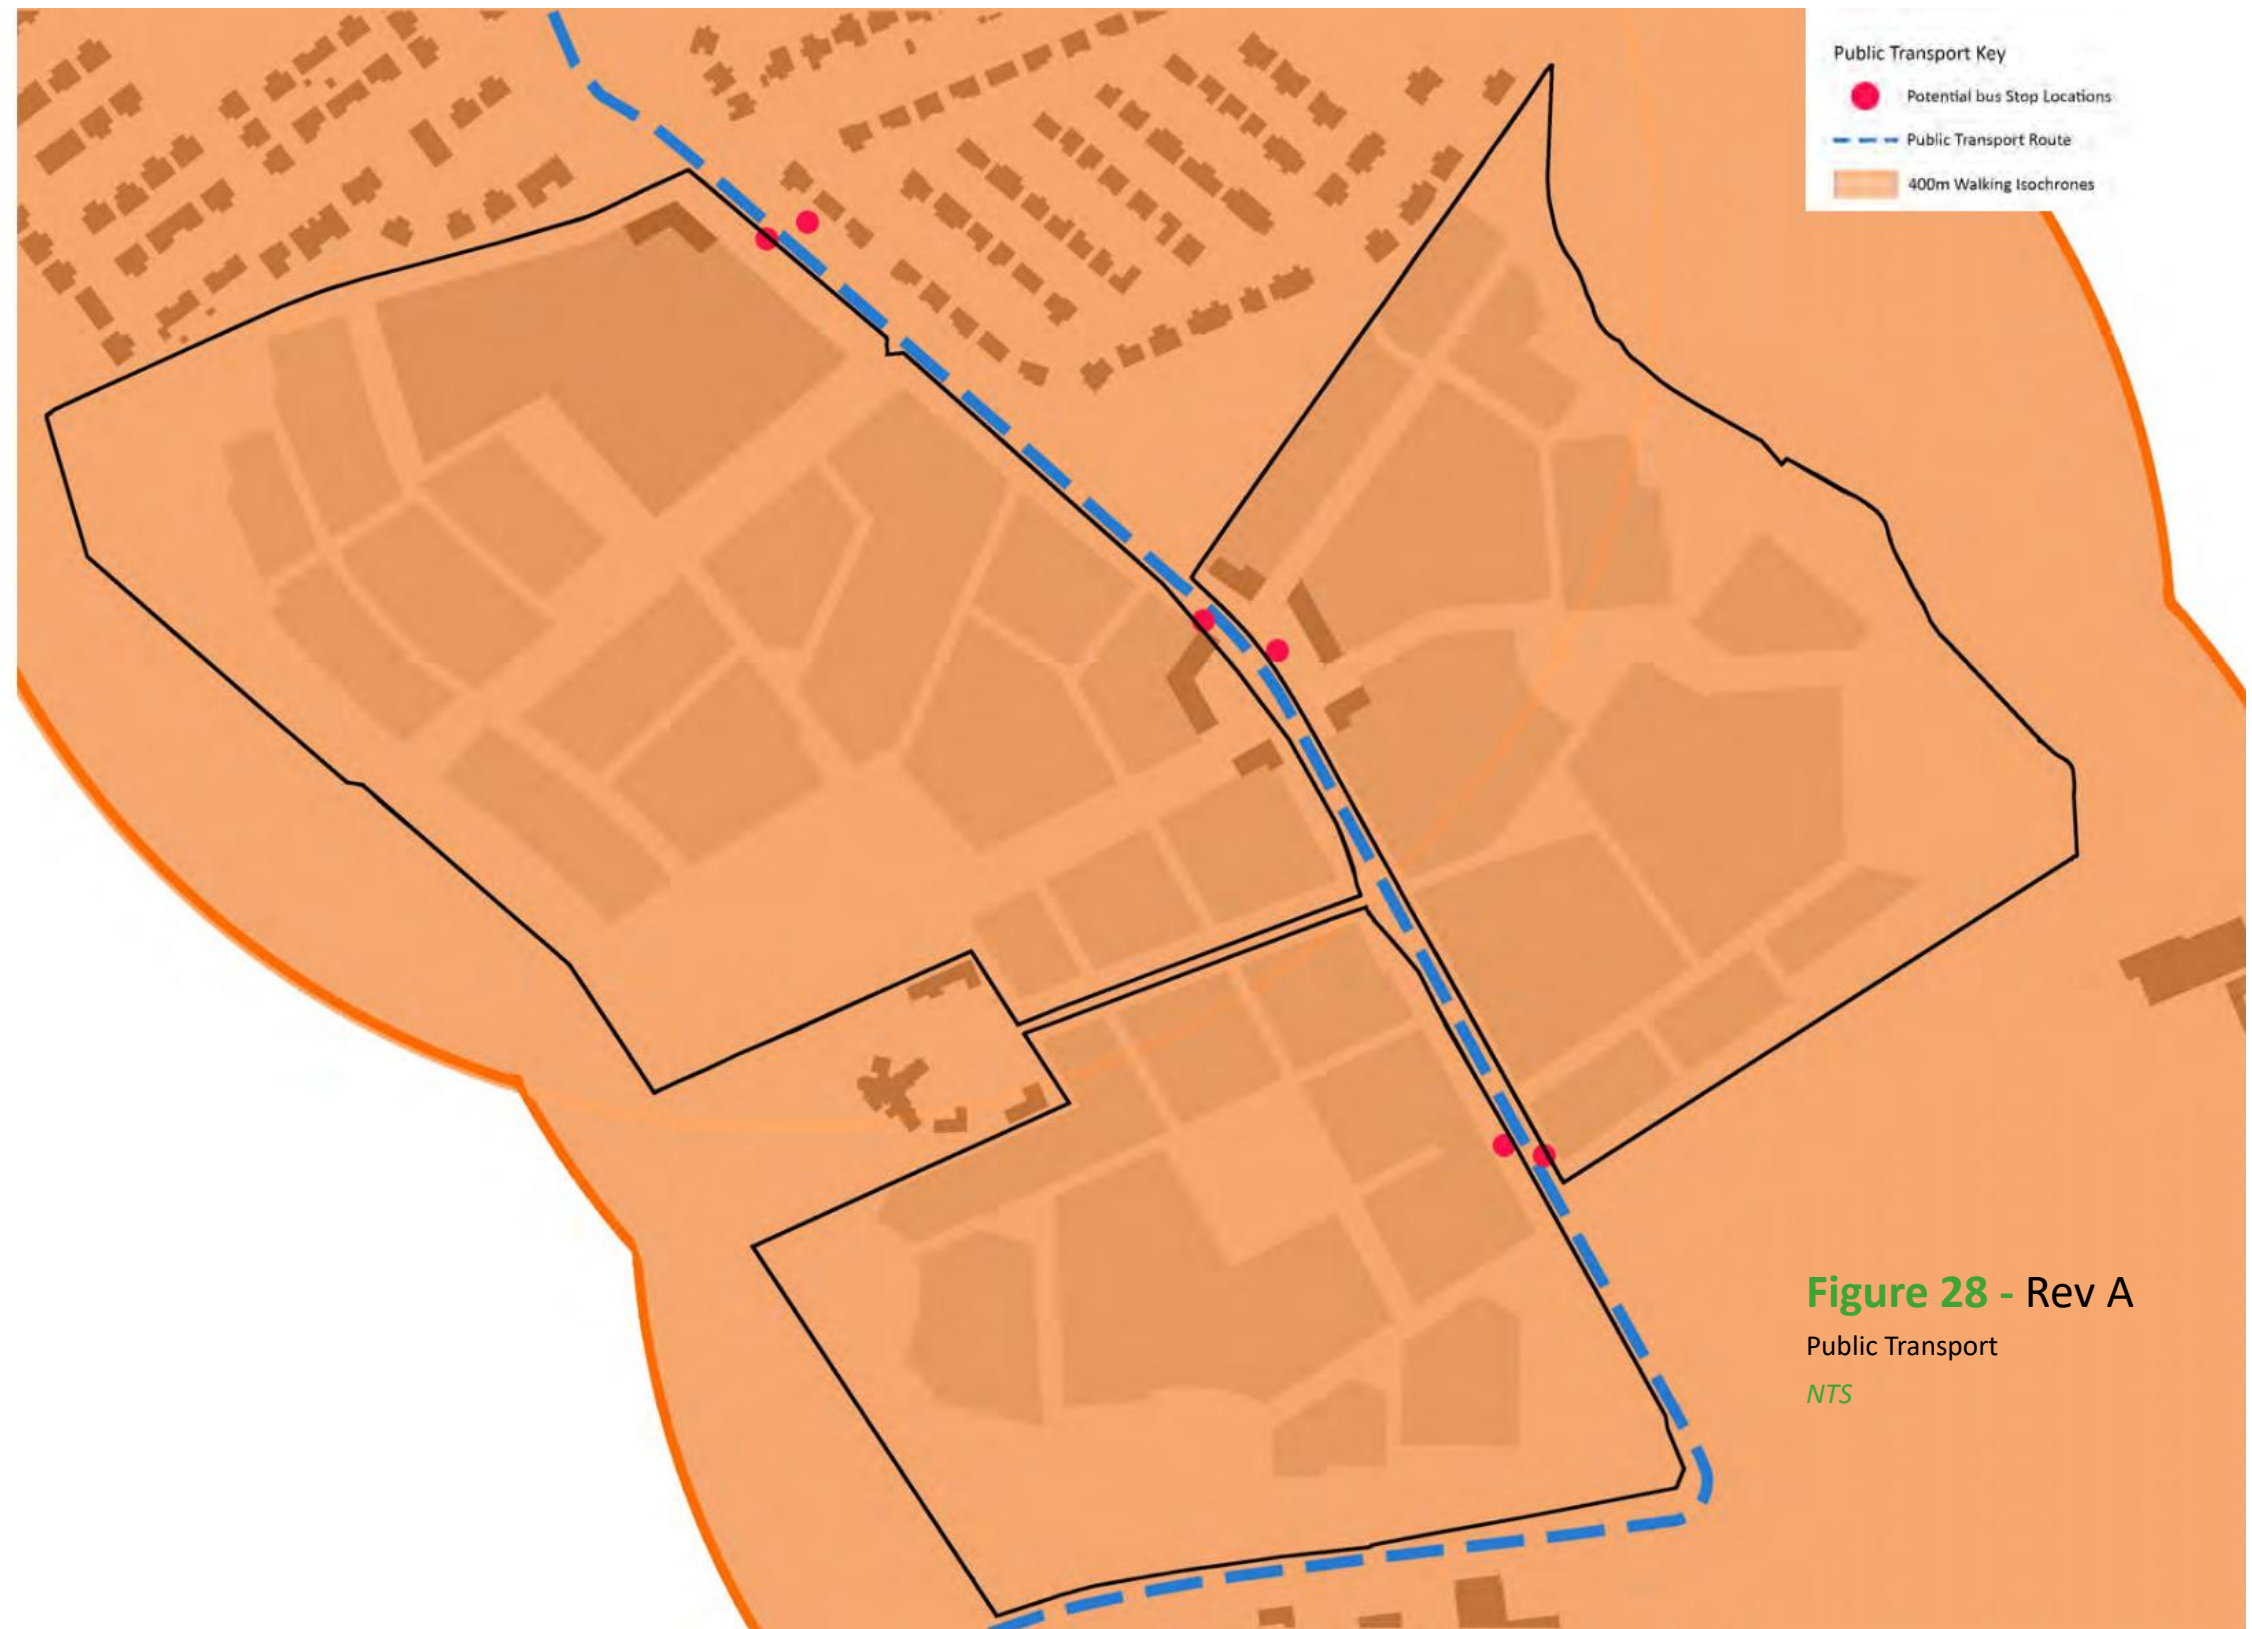 Public Transport Key
Potential bus Stop Locations
Public Transport Route
400m Walking Isochrones
Figure 28 - Rev A
Public Transport
NTS